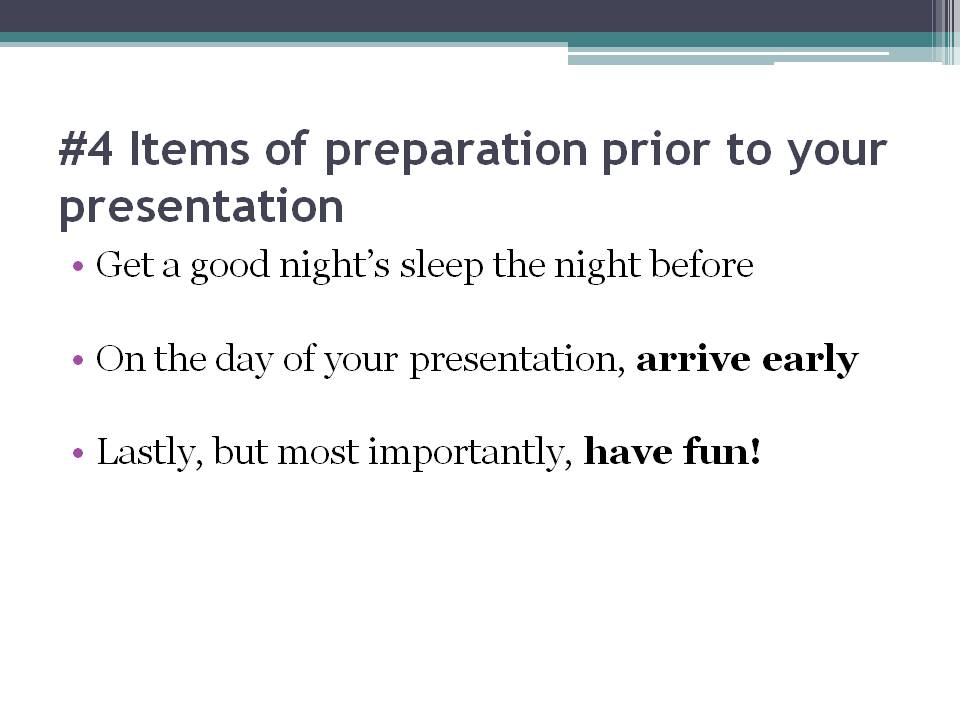 #4 Items of preparation prior to your
presentation
• Get a good night’s sleep the night before
• On the day of your presentation, arrive early
• Lastly, but most importantly, have fun!